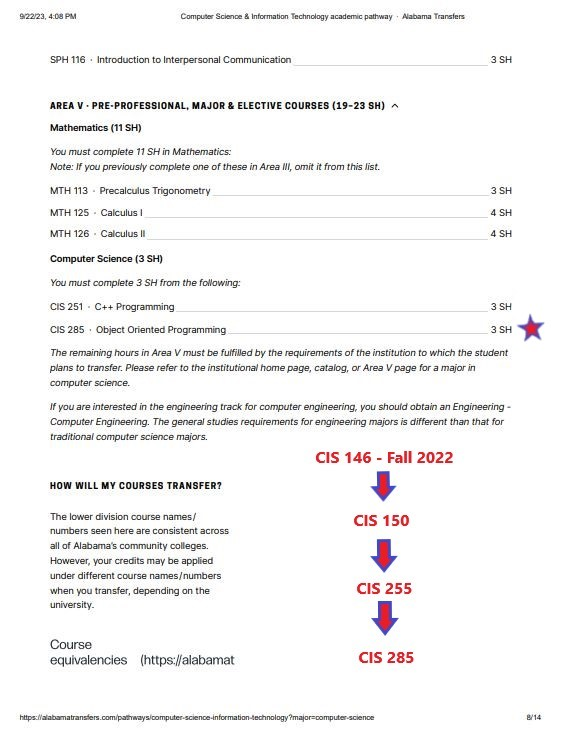 9/22/23, 4:08 PM
Computer Science & Information Technology academic pathway · Alabama Transfers
SPH 116 · Introduction to Interpersonal Communication 3 SH
AREA V · PRE-PROFESSIONAL, MAJOR & ELECTIVE COURSES (19–23 SH)
Mathematics (11 SH)
You must complete 11 SH in Mathematics:
Note: If you previously complete one of these in Area III, omit it from this list.
MTH 113 · Precalculus Trigonometry 3 SH
MTH 125 · Calculus I 4 SH
MTH 126 · Calculus II 4 SH
Computer Science (3 SH)
You must complete 3 SH from the following:
CIS 251 · C++ Programming 3 SH
CIS 285 · Object Oriented Programming 3 SH
The remaining hours in Area V must be fulfilled by the requirements of the institution to which the student
plans to transfer. Please refer to the institutional home page, catalog, or Area V page for a major in
computer science.
If you are interested in the engineering track for computer engineering, you should obtain an Engineering -
Computer Engineering. The general studies requirements for engineering majors is different than that for
traditional computer science majors.
CIS 146 - Fall 2022
CIS 150
CIS 255
CIS 285
HOW WILL MY COURSES TRANSFER?
The lower division course names/
numbers seen here are consistent across
all of Alabama's community colleges.
However, your credits may be applied
under different course names/numbers
when you transfer, depending on the
university.
Course
equivalencies (https://alabamat
https://alabamatransfers.com/pathways/computer-science-information-technology?major=computer-science
8/14